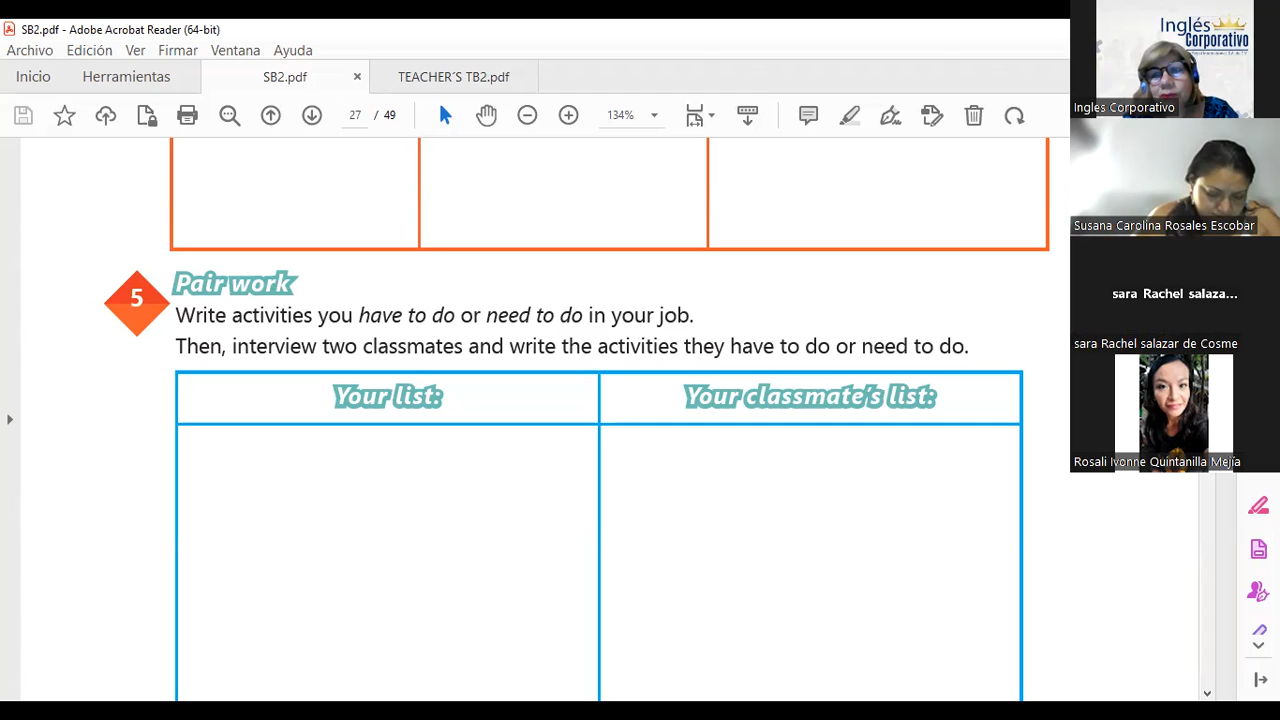 SB2.pdf - Adobe Acrobat Reader (64-bit)
Archivo Edición Ver Firmar Ventana Ayuda
Inicio Herramientas SB2.pdf × TEACHER´S TB2.pdf
27 / 49 134%
5
Pair work
Write activities you have to do or need to do in your job.
Then, interview two classmates and write the activities they have to do or need to do.
Your list: Your classmate's list:
Inglés
Corporativo
Ingles Corporativo
Susana Carolina Rosales Escobar
sara Rachel salaza...
sara Rachel salazar de Cosme
Rosali Ivonne Quintanilla Mejía